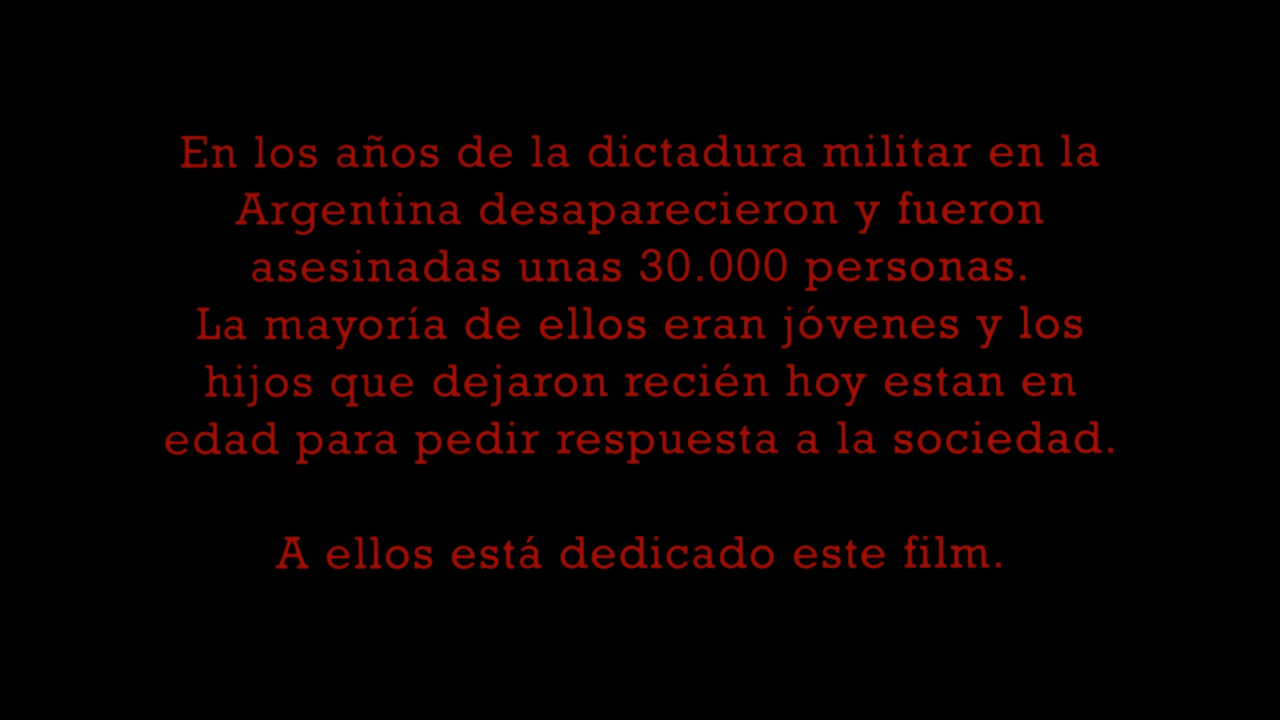 En los años de la dictadura militar en la
Argentina desaparecieron y fueron
asesinadas unas 30.000 personas.
La mayoría de ellos eran jóvenes y los
hijos que dejaron recién hoy estan en
edad para pedir respuesta a la sociedad.
A ellos está dedicado este film.